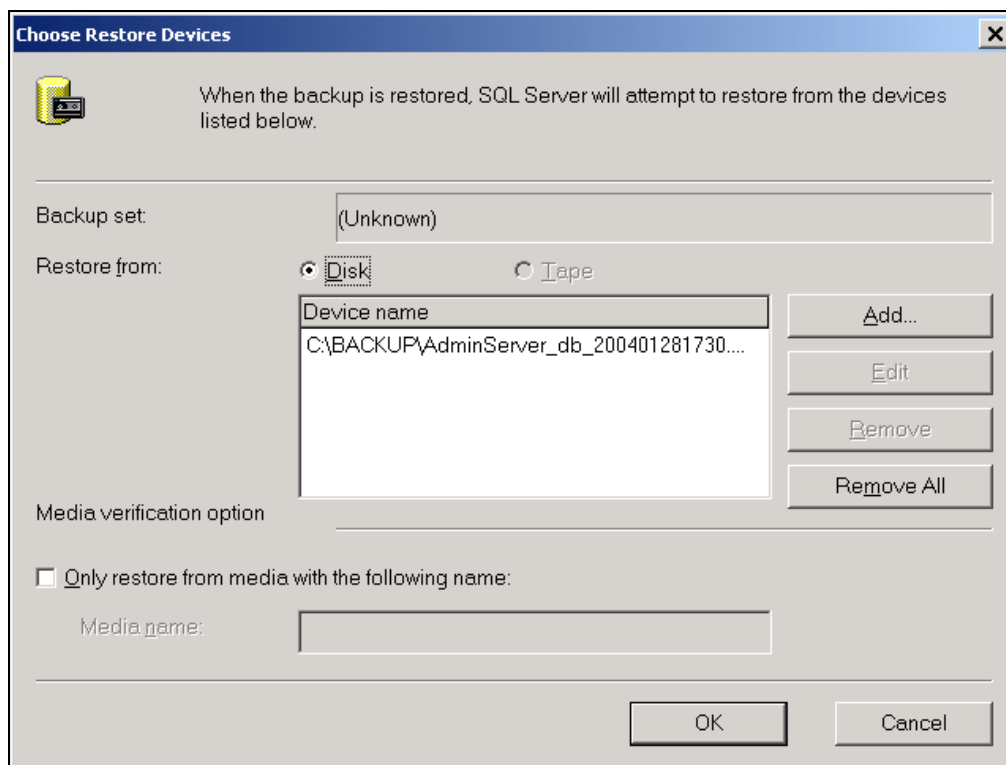 Choose Restore Devices
When the backup is restored, SQL Server will attempt to restore from the devices
listed below.
Backup set:
(Unknown)
Restore from:
Disk
Tape
Device name
C:\BACKUP\AdminServer_db_200401281730....
Add...
Edit
Remove
Remove All
Media verification option
Only restore from media with the following name:
Media name:
OK
Cancel